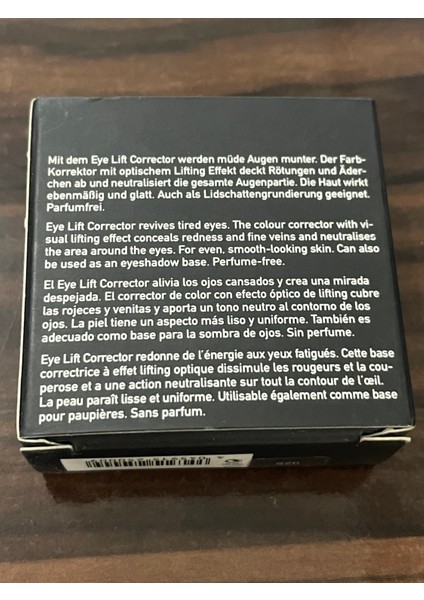 Mit dem Eye Lift Corrector werden müde Augen munter. Der Farb-
Korrektor mit optischem Lifting Effekt deckt Rötungen und Äder-
chen ab und neutralisiert die gesamte Augenpartie. Die Haut wirkt
ebenmäßig und glatt. Auch als Lidschattengrundierung geeignet.
Parfumfrei.
Eye Lift Corrector revives tired eyes. The colour corrector with vi-
sual lifting effect conceals redness and fine veins and neutralises
the area around the eyes. For even, smooth-looking skin. Can also
be used as an eyeshadow base. Perfume-free.
El Eye Lift Corrector alivia los ojos cansados y crea una mirada
despejada. El corrector de color con efecto óptico de lifting cubre
las rojeces y venitas y aporta un tono neutro al contorno de los
ojos. La piel tiene un aspecto más liso y uniforme. También es
adecuado como base para la sombra de ojos. Sin perfume.
Eye Lift Corrector redonne de l'énergie aux yeux fatigués. Cette base
correctrice à effet lifting optique dissimule les rougeurs et la cou-
perose et a une action neutralisante sur tout la contour de l'œil.
La peau paraît lisse et uniforme. Utilisable également comme base
pour paupières. Sans parfum.